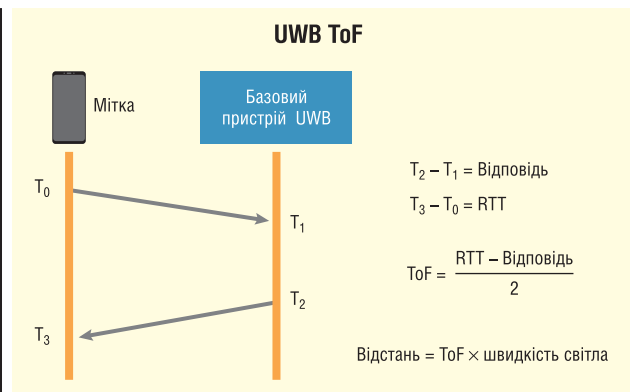 UWB ToF
Мітка
Базовий
пристрій UWB
T₀
T₁
T₂
T₃
T₂ – T₁ = Відповідь
T₃ – T₀ = RTT
ToF = RTT – Відповідь
2
Відстань = ToF × швидкість світла